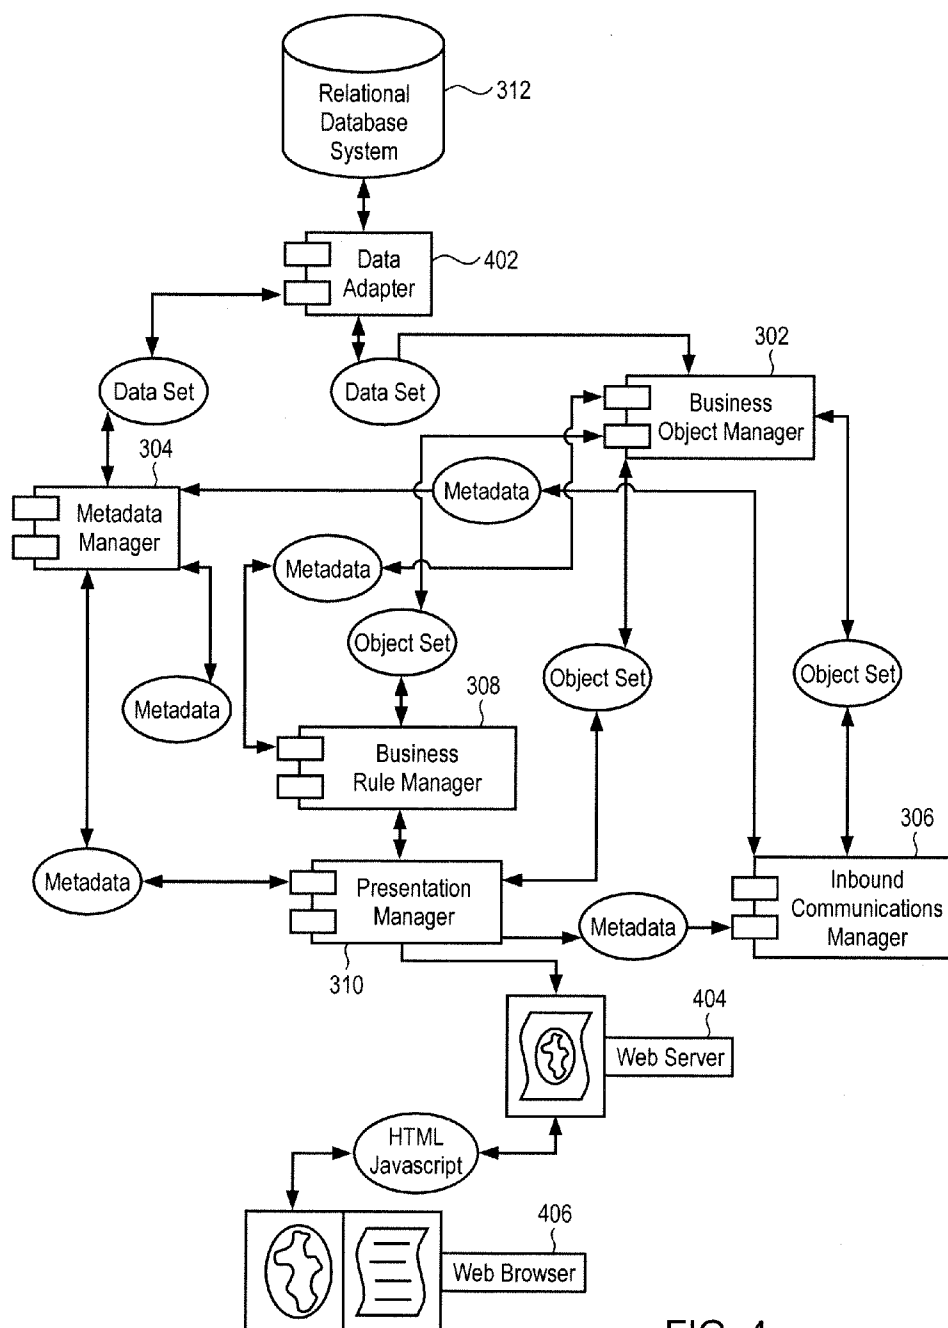 Relational
Database
System
312
Data
Adapter
402
302
Data Set
Data Set
Business
Object Manager
304
Metadata
Metadata
Manager
Metadata
Object Set
Object Set
Object Set
Metadata
308
Business
Rule Manager
306
Metadata
Presentation
Manager
Inbound
Communications
Manager
Metadata
310
404
Web Server
HTML
Javascript
406
Web Browser